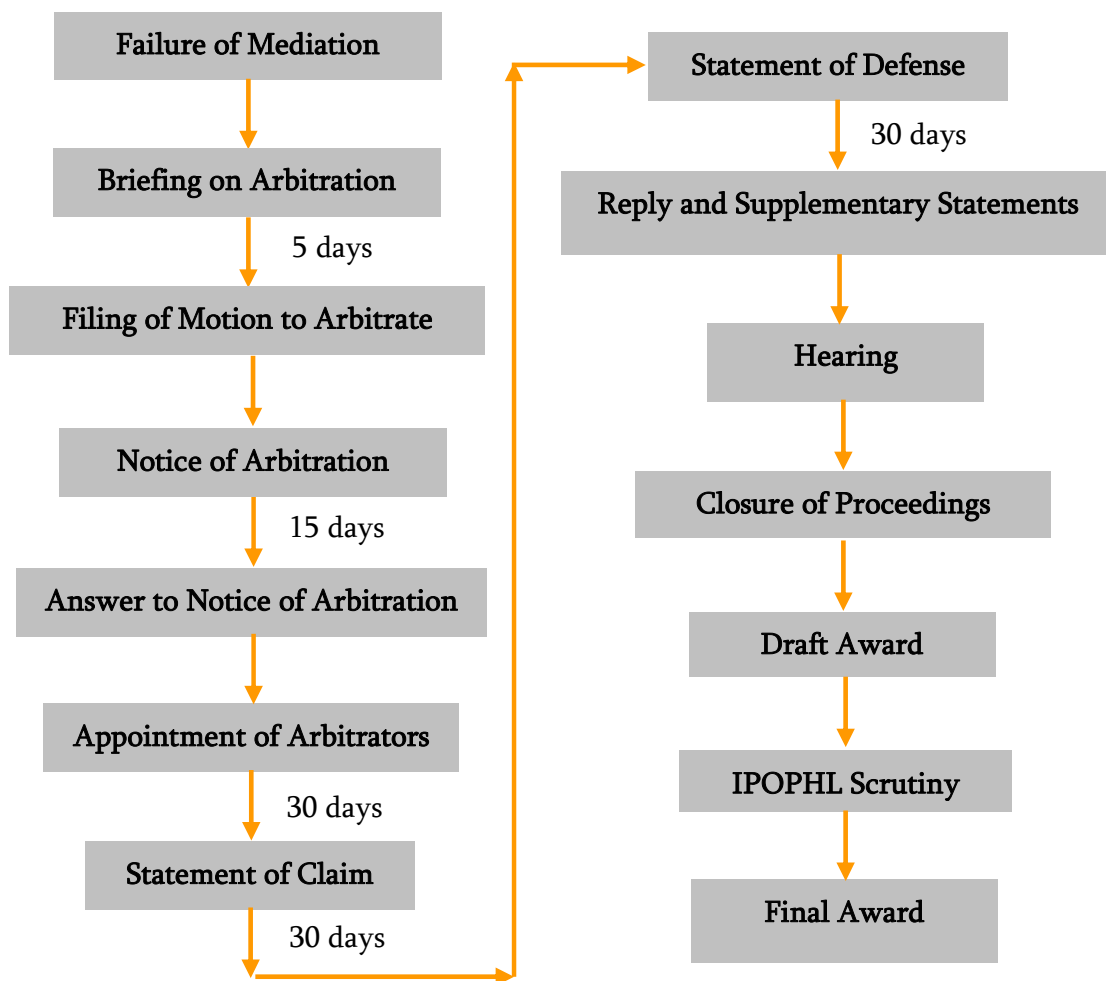 Failure of Mediation
Briefing on Arbitration
5 days
Filing of Motion to Arbitrate
Notice of Arbitration
15 days
Answer to Notice of Arbitration
Appointment of Arbitrators
30 days
Statement of Claim
30 days
Statement of Defense
30 days
Reply and Supplementary Statements
Hearing
Closure of Proceedings
Draft Award
IPOPHL Scrutiny
Final Award